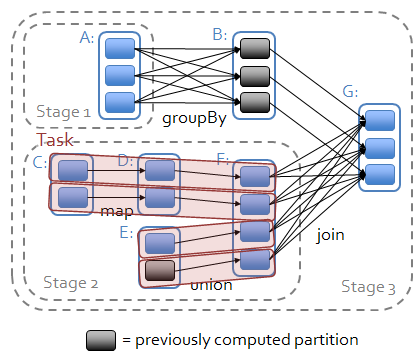 A:
B:
G:
Stage 1
groupBy
Task
C:
D:
F:
map
E:
join
Stage 2
union
Stage 3
= previously computed partition